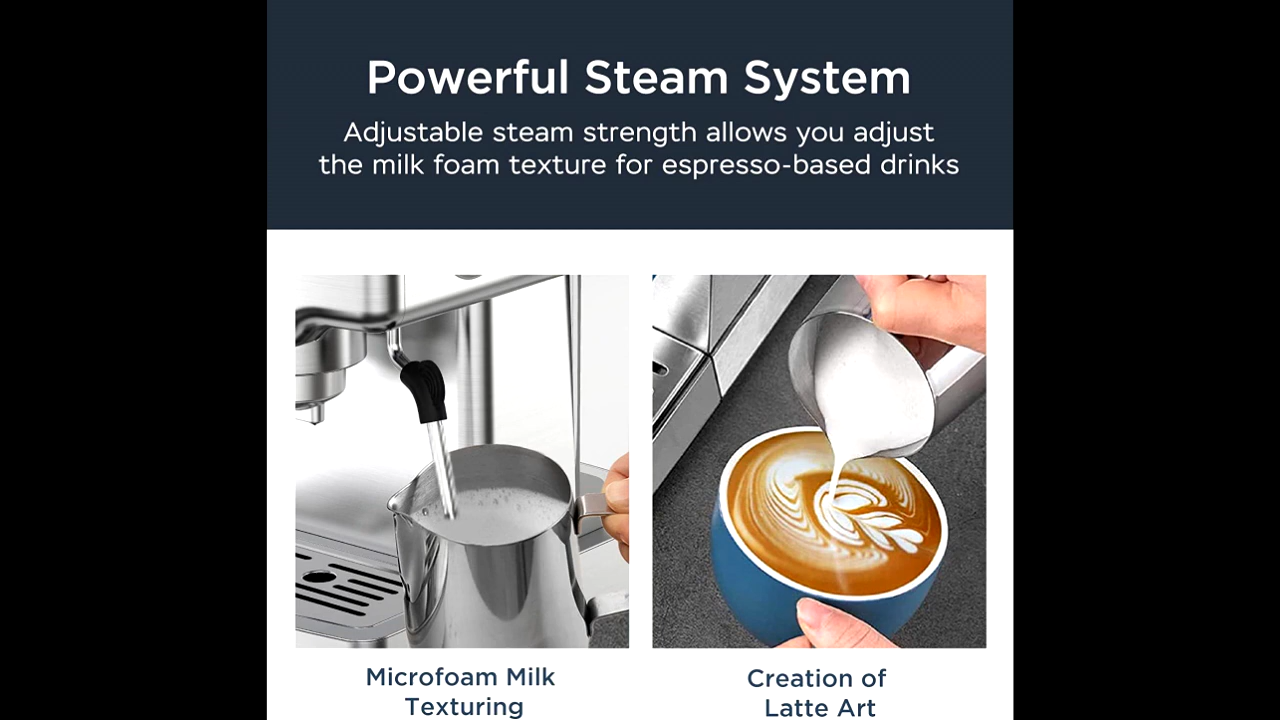 Powerful Steam System
Adjustable steam strength allows you adjust
the milk foam texture for espresso-based drinks
Microfoam Milk
Texturing
Creation of
Latte Art